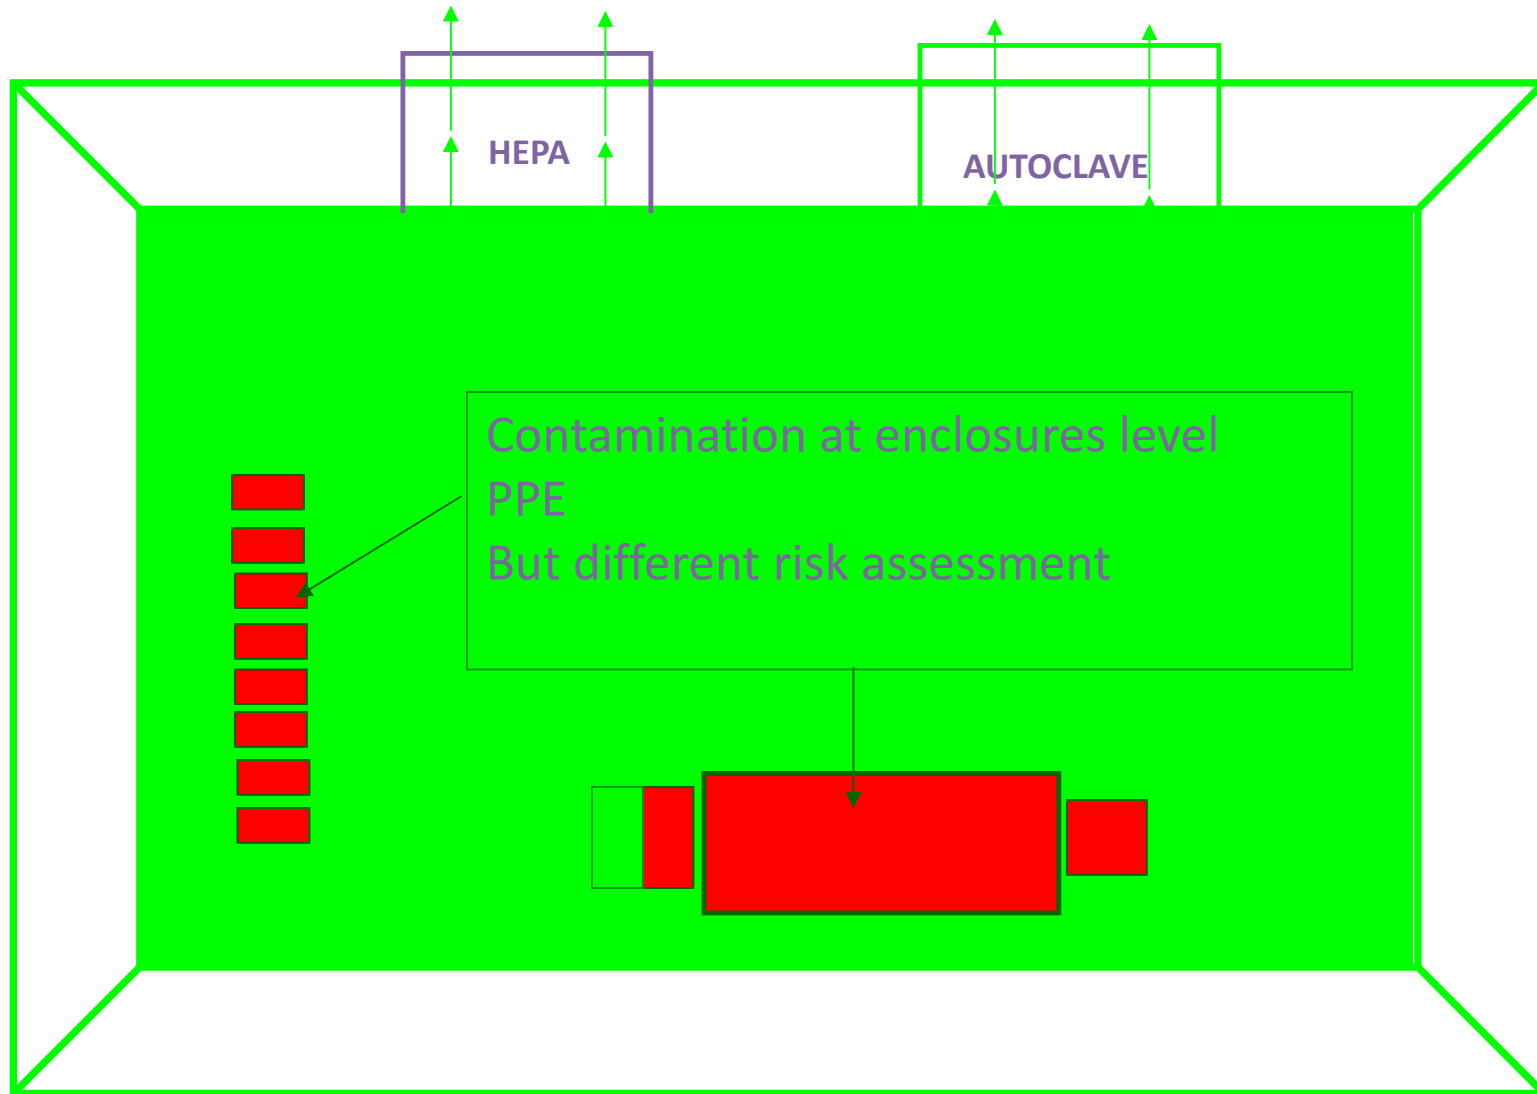 HEPA
AUTOCLAVE
Contamination at enclosures level
PPE
But different risk assessment